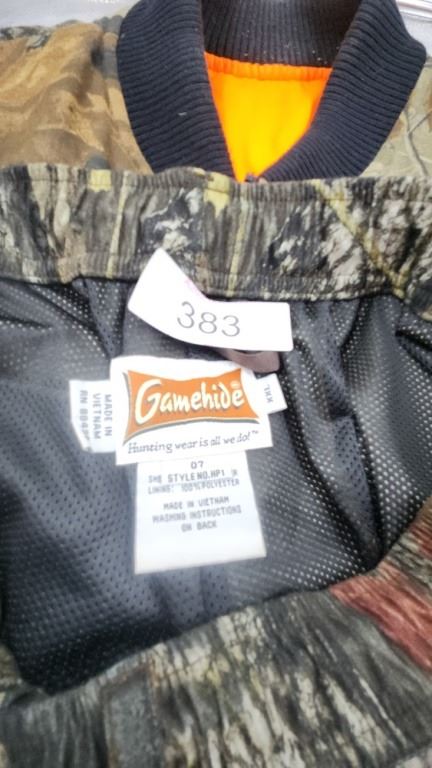 383
Gamehide®
Hunting wear is all we do!™
MADE IN
VIETNAM
XXL
07
STYLE NO. HP1
LINING: 100% POLYESTER
MADE IN VIETNAM
WASHING INSTRUCTIONS
ON BACK